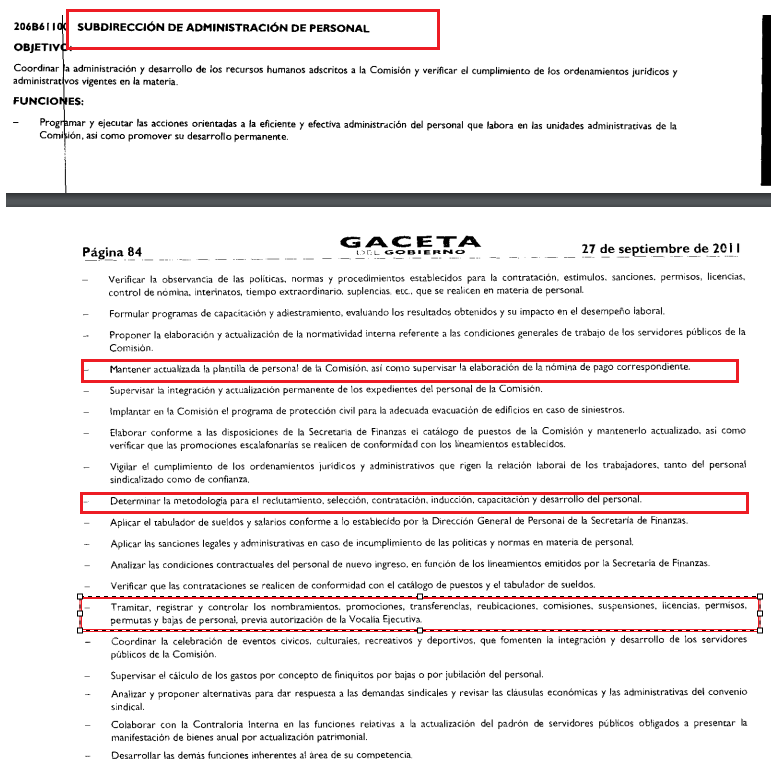 206B61100 SUBDIRECCIÓN DE ADMINISTRACIÓN DE PERSONAL
OBJETIVO:
Coordinar la administración y desarrollo de los recursos humanos adscritos a la Comisión y verificar el cumplimiento de los ordenamientos jurídicos y
administrativos vigentes en la materia.
FUNCIONES:
– Programar y ejecutar las acciones orientadas a la eficiente y efectiva administración del personal que labora en las unidades administrativas de la
Comisión, así como promover su desarrollo permanente.
Página 84 GACETA DEL GOBIERNO 27 de septiembre de 2011
– Verificar la observancia de las políticas, normas y procedimientos establecidos para la contratación, estímulos, sanciones, permisos, licencias,
control de nómina, interinatos, tiempo extraordinario, suplencias, etc., que se realicen en materia de personal.
– Formular programas de capacitación y adiestramiento, evaluando los resultados obtenidos y su impacto en el desempeño laboral.
– Proponer la elaboración y actualización de la normatividad interna referente a las condiciones generales de trabajo de los servidores públicos de la
Comisión.
– Mantener actualizada la plantilla de personal de la Comisión, así como supervisar la elaboración de la nómina de pago correspondiente.
– Supervisar la integración y actualización permanente de los expedientes del personal de la Comisión.
– Implantar en la Comisión el programa de protección civil para la adecuada evacuación de edificios en caso de siniestros.
– Elaborar conforme a las disposiciones de la Secretaría de Finanzas el catálogo de puestos de la Comisión y mantenerlo actualizado, así como
verificar que las promociones escalafonarías se realicen de conformidad con los lineamientos establecidos.
– Vigilar el cumplimiento de los ordenamientos jurídicos y administrativos que rigen la relación laboral de los trabajadores, tanto del personal
sindicalizado como de confianza.
– Determinar la metodología para el reclutamiento, selección, contratación, inducción, capacitación y desarrollo del personal.
– Aplicar el tabulador de sueldos y salarios conforme a lo establecido por la Dirección General de Personal de la Secretaría de Finanzas.
– Aplicar las sanciones legales y administrativas en caso de incumplimiento de las políticas y normas en materia de personal.
– Analizar las condiciones contractuales del personal de nuevo ingreso, en función de los lineamientos emitidos por la Secretaría de Finanzas.
– Verificar que las contrataciones se realicen de conformidad con el catálogo de puestos y el tabulador de sueldos.
– Tramitar, registrar y controlar los nombramientos, promociones, transferencias, reubicaciones, comisiones, suspensiones, licencias, permisos,
permutas y bajas de personal, previa autorización de la Vocalía Ejecutiva.
– Coordinar la celebración de eventos cívicos, culturales, recreativos y deportivos, que fomenten la integración y desarrollo de los servidores
públicos de la Comisión.
– Supervisar el cálculo de los gastos por concepto de finiquitos por bajas o por jubilación del personal.
– Analizar y proponer alternativas para dar respuesta a las demandas sindicales y revisar las cláusulas económicas y las administrativas del convenio
sindical.
– Colaborar con la Contraloría Interna en las funciones relativas a la actualización del padrón de servidores públicos obligados a presentar la
manifestación de bienes anual por actualización patrimonial.
– Desarrollar las demás funciones inherentes al área de su competencia.